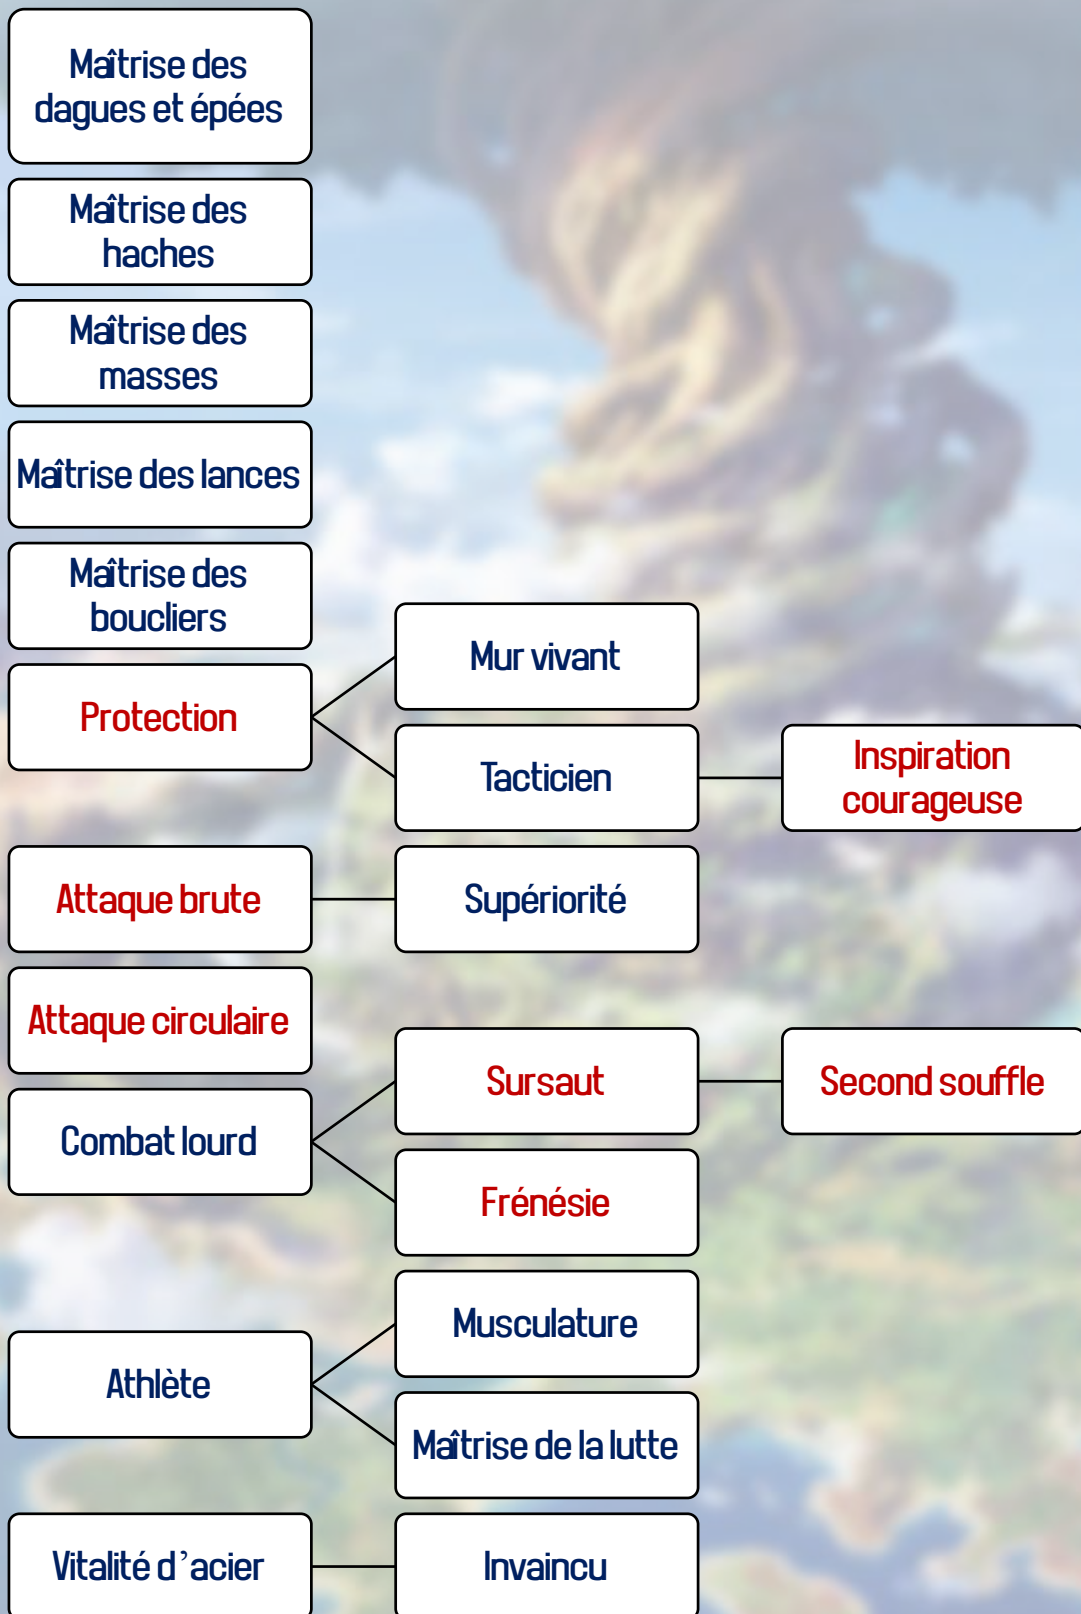 Maîtrise des
dagues et épées
Maîtrise des
haches
Maîtrise des
masses
Maîtrise des lances
Maîtrise des
boucliers
Protection
Mur vivant
Tacticien
Inspiration
courageuse
Attaque brute
Supériorité
Attaque circulaire
Combat lourd
Sursaut
Second souffle
Frénésie
Athlète
Musculature
Maîtrise de la lutte
Vitalité d’acier
Invaincu